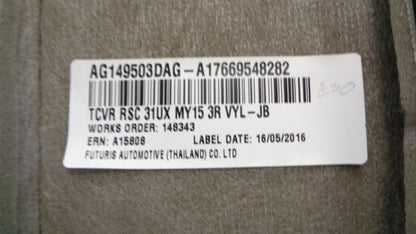 AG149503DAG-A17669548282
TCVR RSC 31UX MY15 3R VYL-JB
WORKS ORDER: 148343
ERN: A15808 LABEL DATE: 16/05/2016
FUTURIS AUTOMOTIVE (THAILAND) CO. LTD